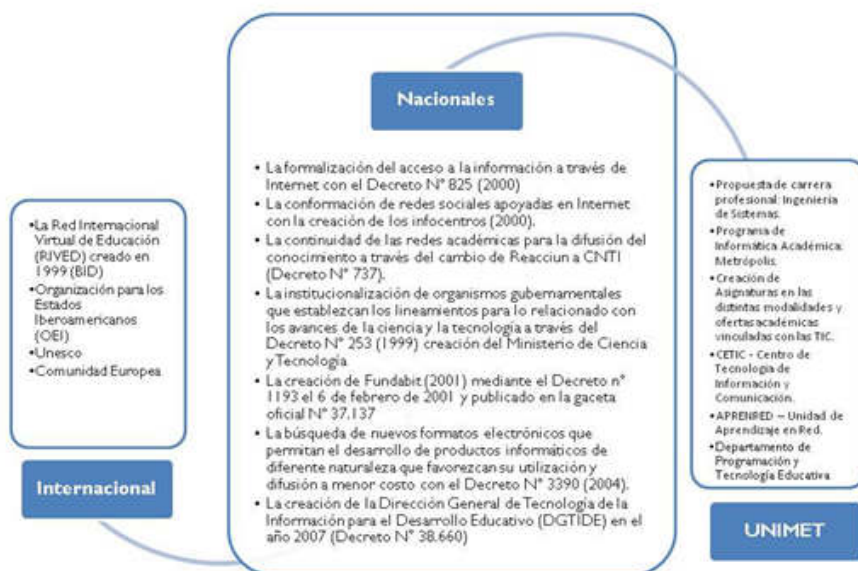 •La Red Internacional
Virtual de Educación
(RIVED) creado en
1999 (BID)
•Organización para los
Estados
Iberoamericanos
(OEI)
•Unesco
•Comunidad Europea
Internacional
Nacionales
• La formalización del acceso a la información a través de
Internet con el Decreto N° 825 (2000)
• La conformación de redes sociales apoyadas en Internet
con la creación de los infocentros (2000).
• La continuidad de las redes académicas para la difusión del
conocimiento a través del cambio de Reacciun a CNTI
(Decreto N° 737).
• La institucionalización de organismos gubernamentales
que establezcan los lineamientos para lo relacionado con
los avances de la ciencia y la tecnología a través del
Decreto N° 253 (1999) creación del Ministerio de Ciencia
y Tecnología
• La creación de Fundabit (2001) mediante el Decreto n°
1193 el 6 de febrero de 2001 y publicado en la gaceta
oficial N° 37.137
• La búsqueda de nuevos formatos electrónicos que
permitan el desarrollo de productos informáticos de
diferente naturaleza que favorezcan su utilización y
difusión a menor costo con el Decreto N° 3390 (2004).
• La creación de la Dirección General de Tecnología de la
Información para el Desarrollo Educativo (DGTIDE) en el
año 2007 (Decreto N° 38.660)
•Propuesta de carrera
profesional: Ingeniería
de Sistemas.
•Programa de
Informática Académica:
Metrópolis.
•Creación de
Asignaturas en las
distintas modalidades y
ofertas académicas
vinculadas con las TIC.
•CETIC - Centro de
Tecnología de
Información y
Comunicación.
•APRENRED – Unidad de
Aprendizaje en Red.
•Departamento de
Programación y
Tecnología Educativa
UNIMET